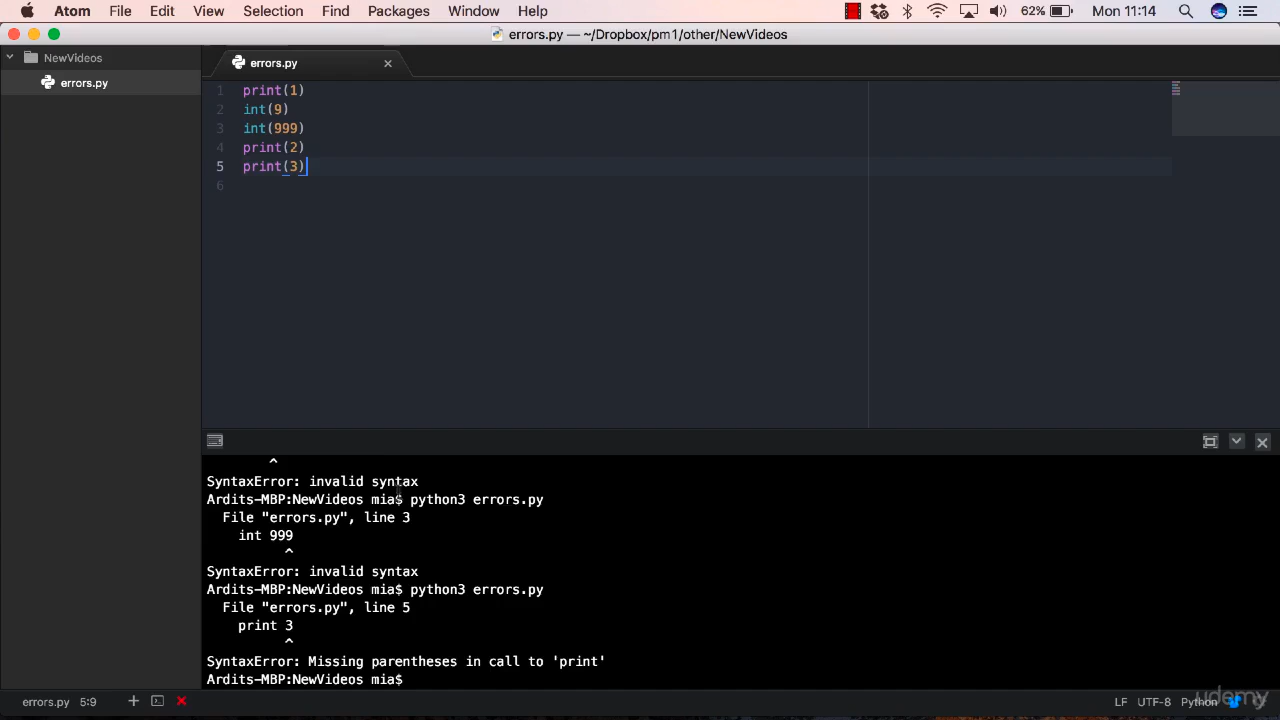 Atom File Edit View Selection Find Packages Window Help 62% Mon 11:14
errors.py — ~/Dropbox/pm1/other/NewVideos
NewVideos
errors.py
errors.py
1 print(1)
2 int(9)
3 int(999)
4 print(2)
5 print(3)
6
^
SyntaxError: invalid syntax
Ardits-MBP:NewVideos mia$ python3 errors.py
File "errors.py", line 3
int 999
^
SyntaxError: invalid syntax
Ardits-MBP:NewVideos mia$ python3 errors.py
File "errors.py", line 5
print 3
^
SyntaxError: Missing parentheses in call to 'print'
Ardits-MBP:NewVideos mia$
errors.py 5:9 LF UTF-8 Python
udemy